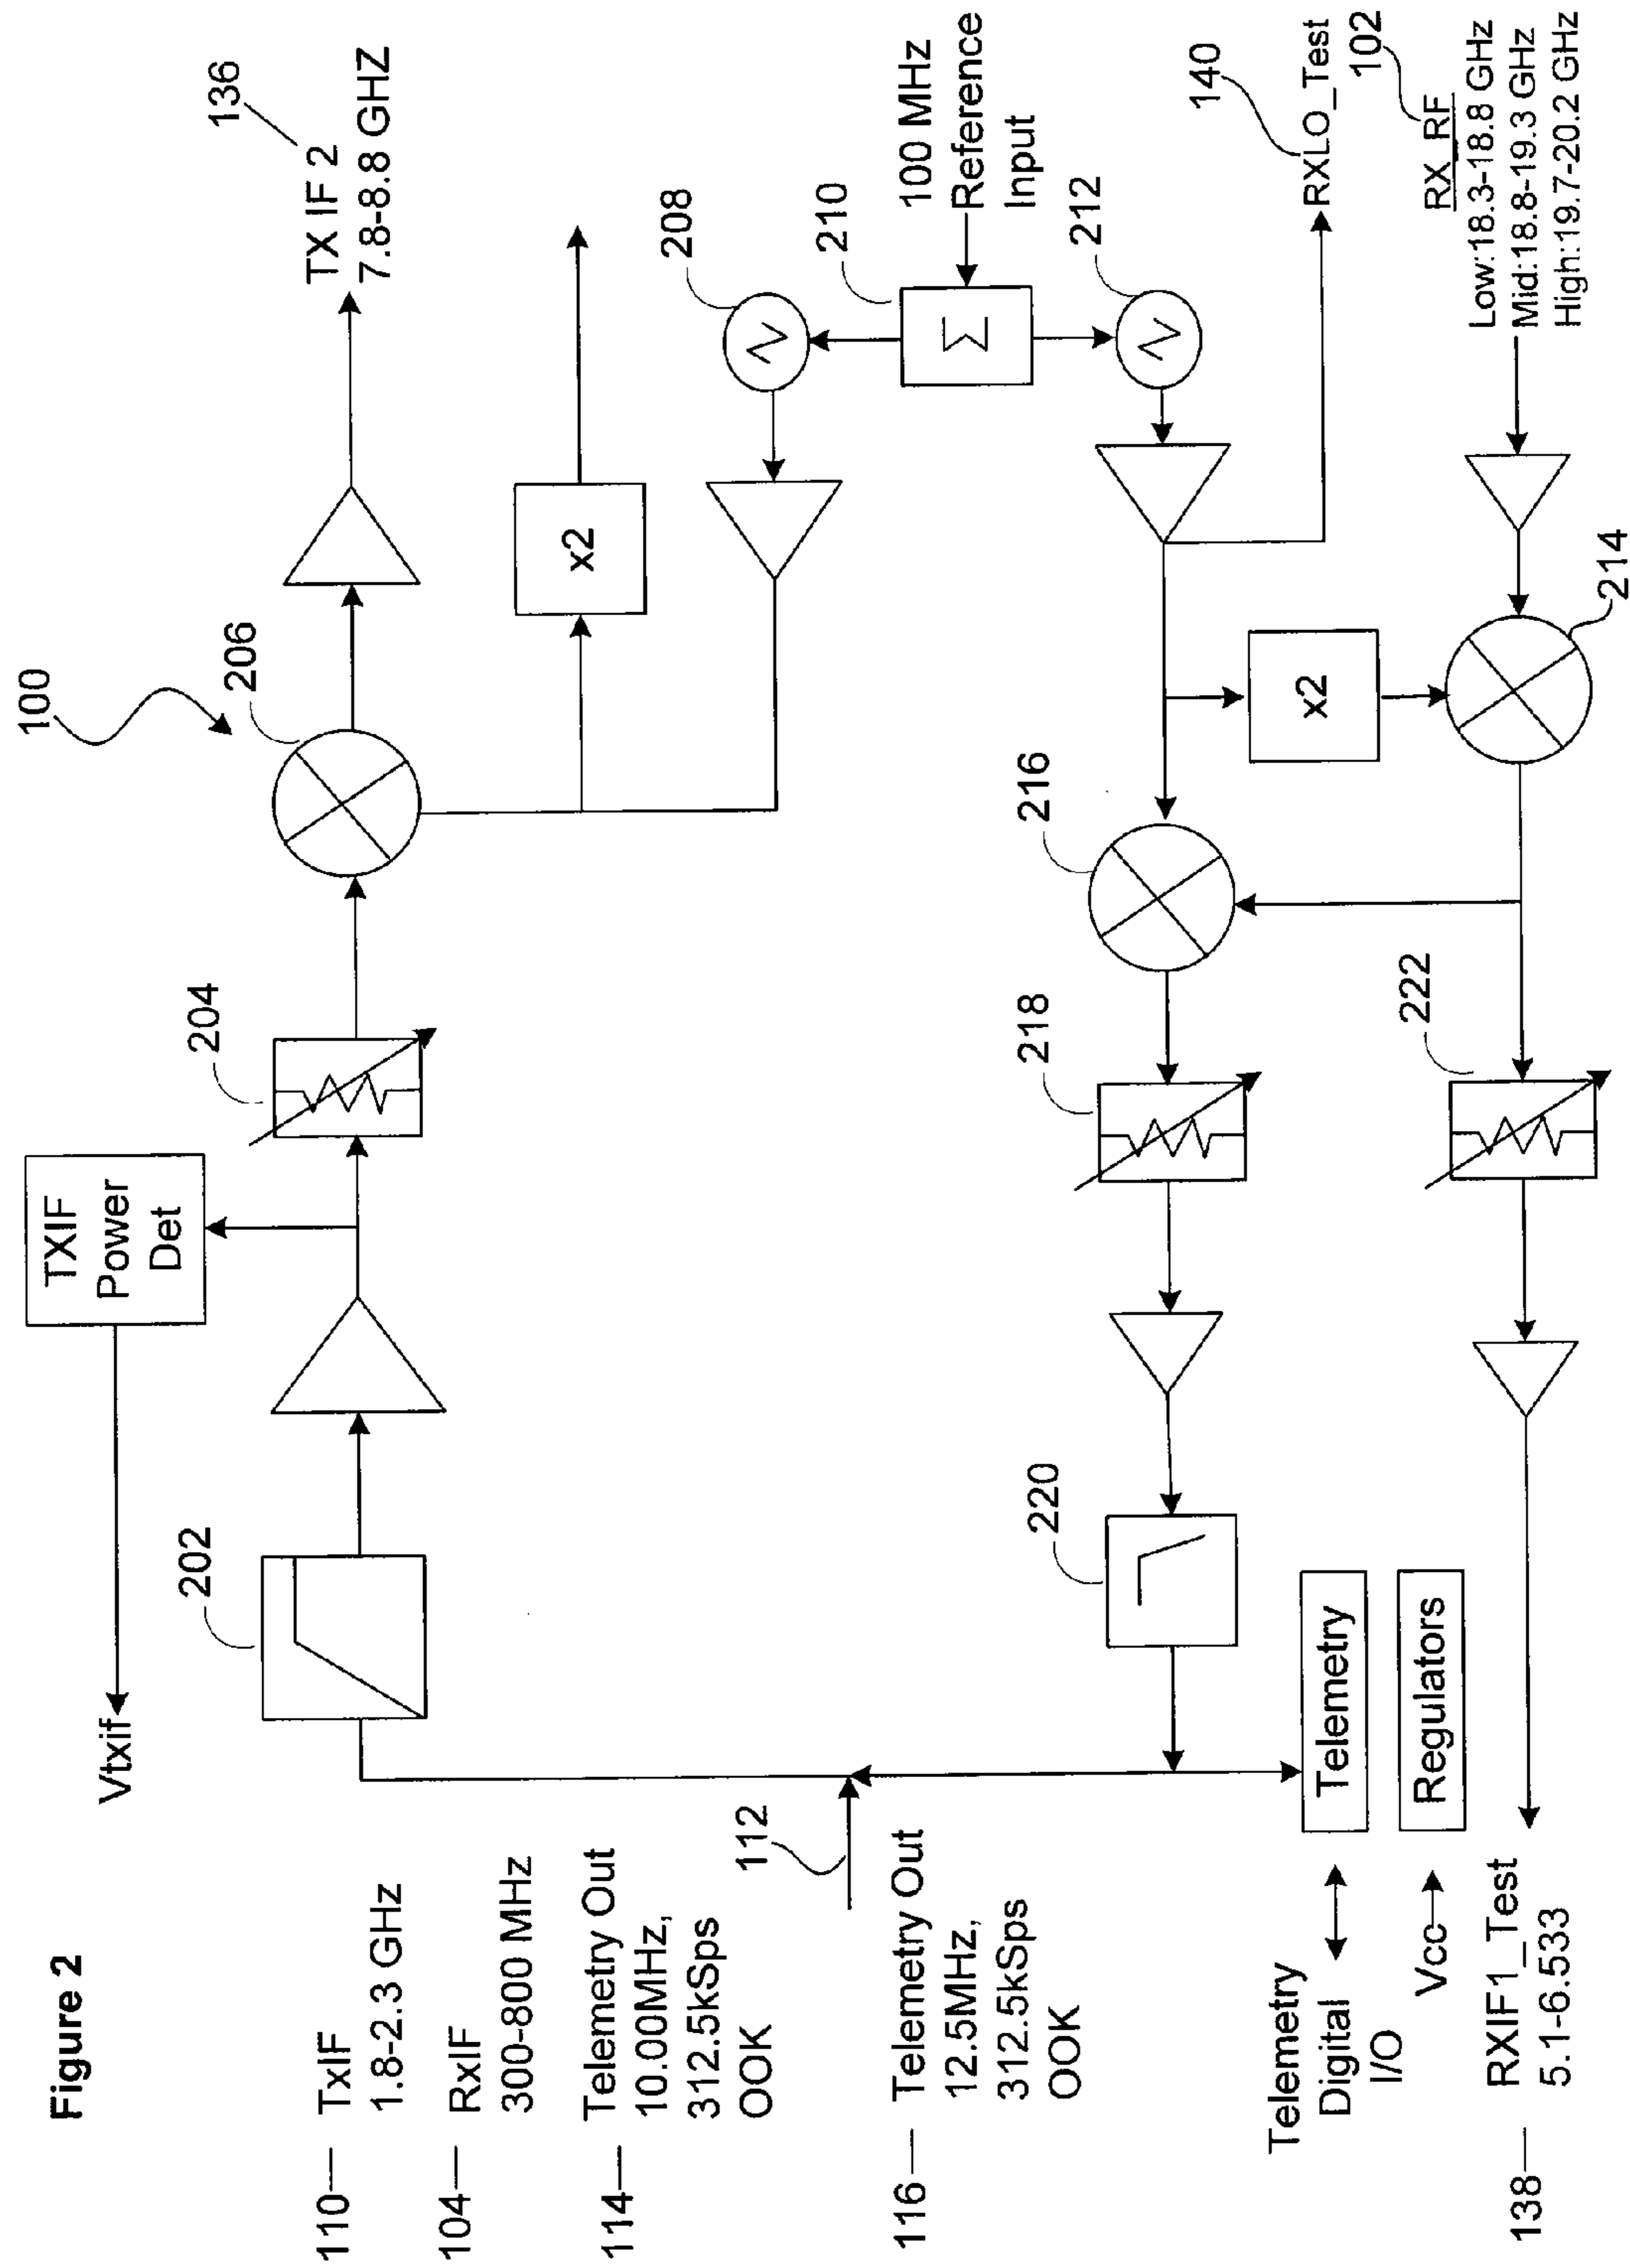 Figure 2
110
TxIF
1.8-2.3 GHz
104
RxIF
300-800 MHz
114
Telemetry Out
10.00MHz,
312.5kSps
OOK
116
Telemetry Out
12.5MHz,
312.5kSps
OOK
Telemetry
Digital
I/O
Vcc
138
RXIF1_Test
5.1-6.533
Vtxif
TXIF
Power
Det
100
202
204
206
136
TX IF 2
7.8-8.8 GHZ
x2
208
210
Σ
100 MHz
Reference
Input
212
112
220
218
216
x2
140
RXLO_Test
102
RX_RF
Low:18.3-18.8 GHz
Mid:18.8-19.3 GHz
High:19.7-20.2 GHz
214
222
Telemetry
Regulators